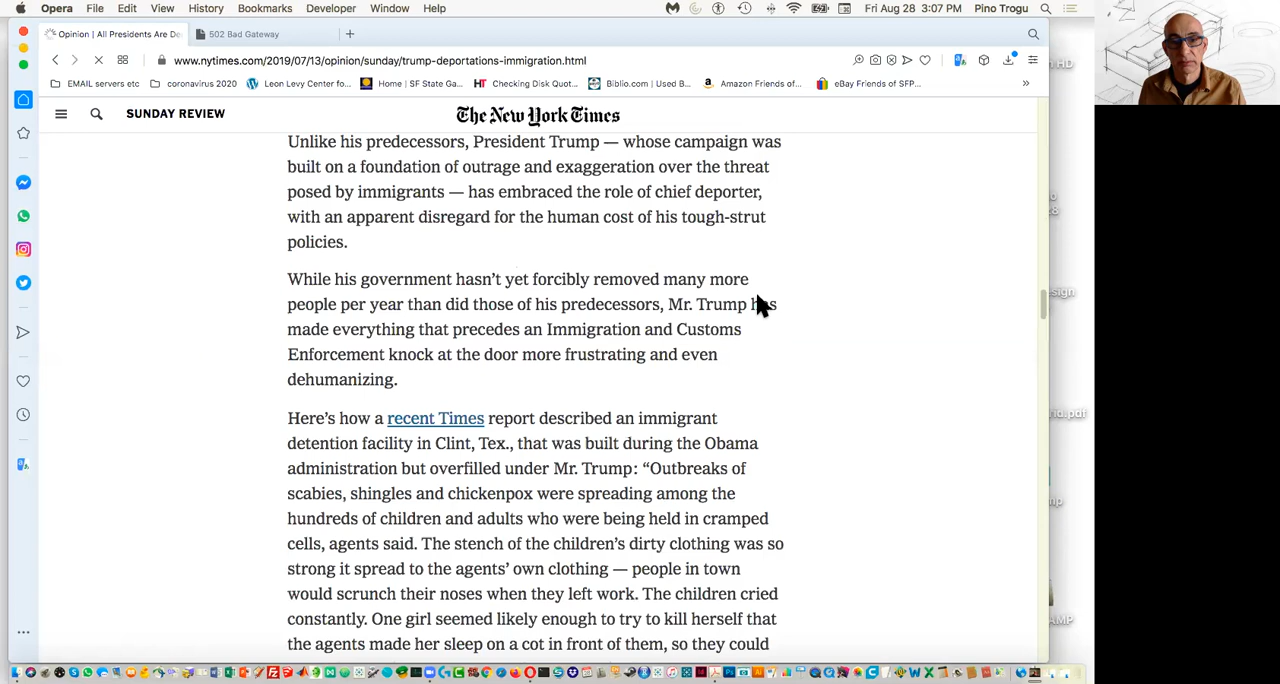 Opera File Edit View History Bookmarks Developer Window Help Fri Aug 28 3:07 PM Pino Trogu
Opinion | All Presidents Are De 502 Bad Gateway
www.nytimes.com/2019/07/13/opinion/sunday/trump-deportations-immigration.html
EMAIL servers etc coronavirus 2020 Leon Levy Center fo... Home | SF State Ga... HT Checking Disk Quot... Biblio.com | Used B... Amazon Friends of... eBay Friends of SFP...
SUNDAY REVIEW The New York Times
Unlike his predecessors, President Trump — whose campaign was
built on a foundation of outrage and exaggeration over the threat
posed by immigrants — has embraced the role of chief deporter,
with an apparent disregard for the human cost of his tough-strut
policies.
While his government hasn't yet forcibly removed many more
people per year than did those of his predecessors, Mr. Trump has
made everything that precedes an Immigration and Customs
Enforcement knock at the door more frustrating and even
dehumanizing.
Here's how a recent Times report described an immigrant
detention facility in Clint, Tex., that was built during the Obama
administration but overfilled under Mr. Trump: “Outbreaks of
scabies, shingles and chickenpox were spreading among the
hundreds of children and adults who were being held in cramped
cells, agents said. The stench of the children's dirty clothing was so
strong it spread to the agents' own clothing — people in town
would scrunch their noses when they left work. The children cried
constantly. One girl seemed likely enough to try to kill herself that
the agents made her sleep on a cot in front of them, so they could